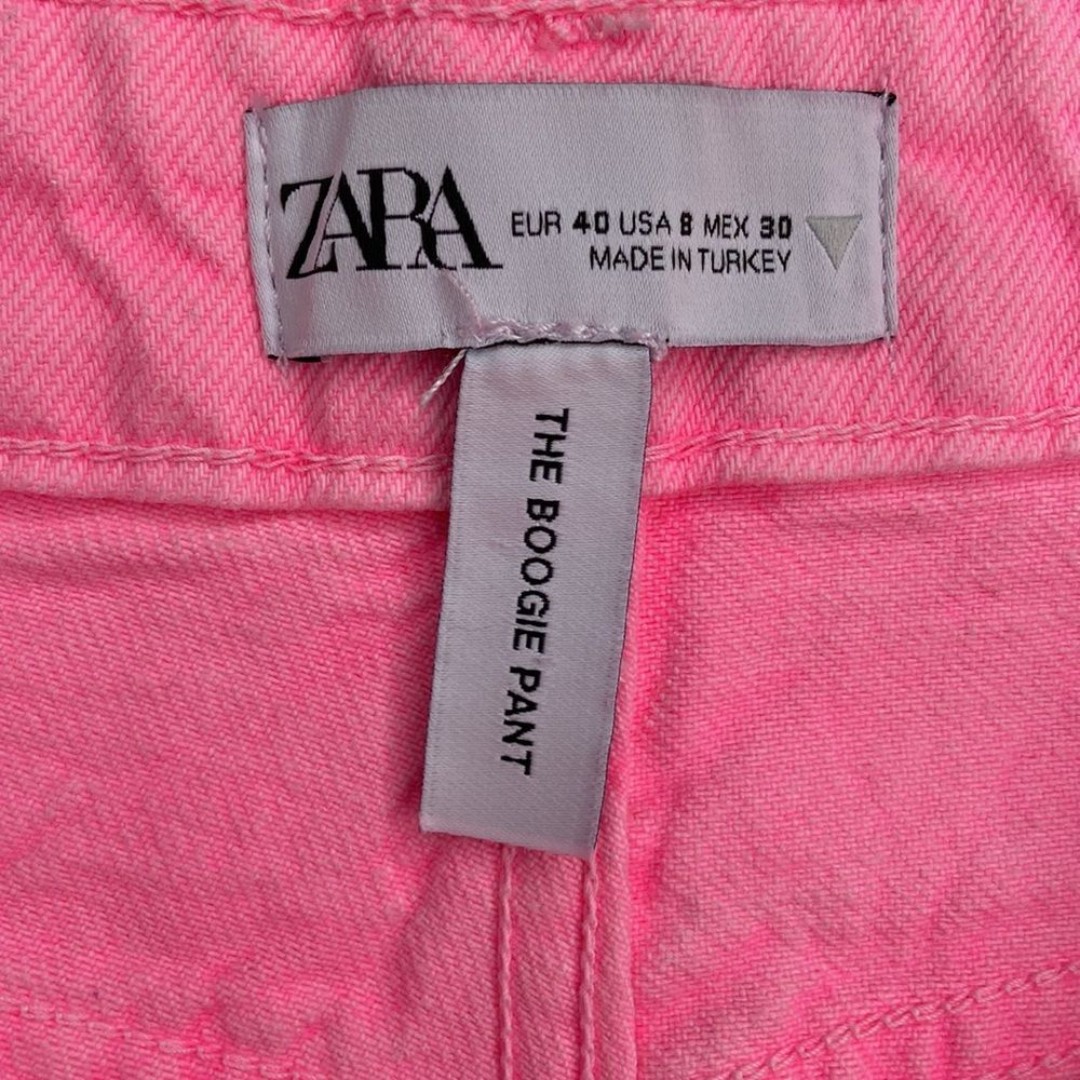 ZARA
EUR 40 USA 8 MEX 30
MADE IN TURKEY
THE BOOGIE PANT